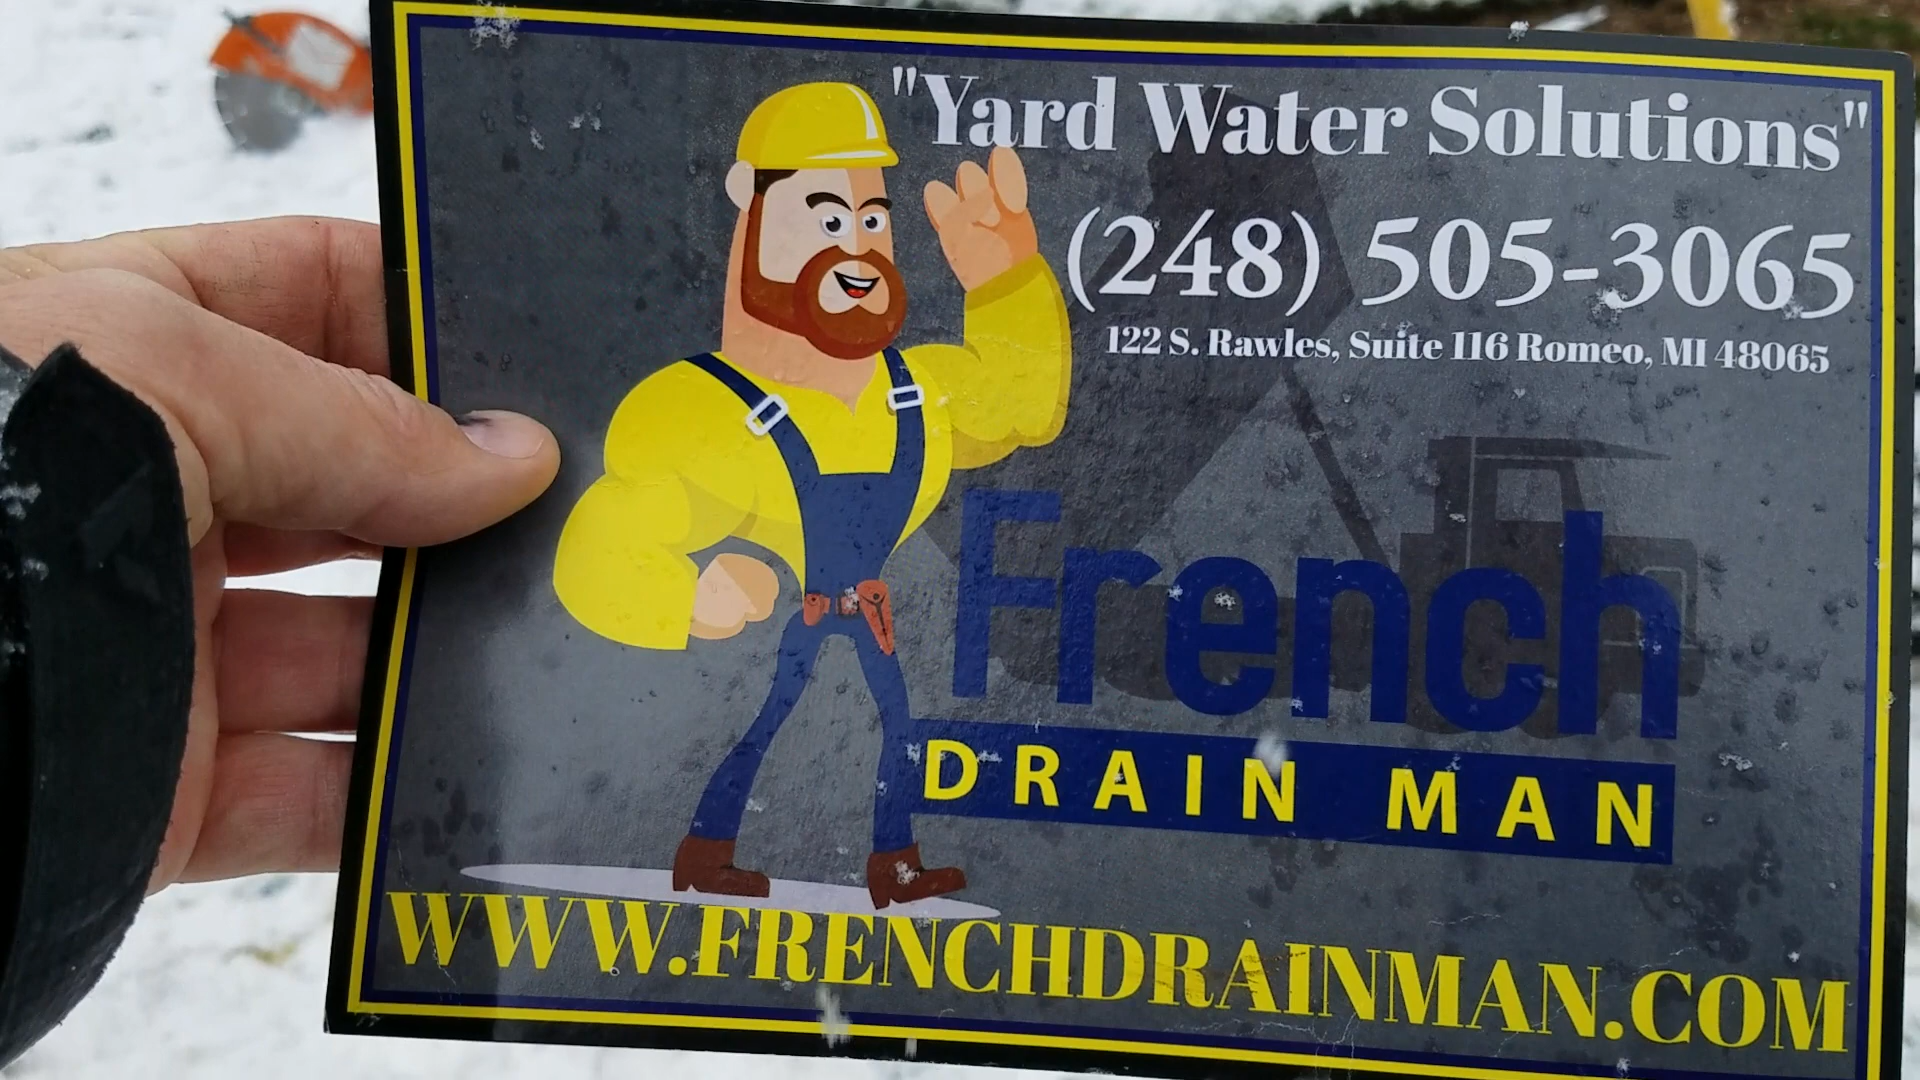 "Yard Water Solutions"
(248) 505-3065
122 S. Rawles, Suite 116 Romeo, MI 48065
French
DRAIN MAN
WWW.FRENCHDRAINMAN.COM